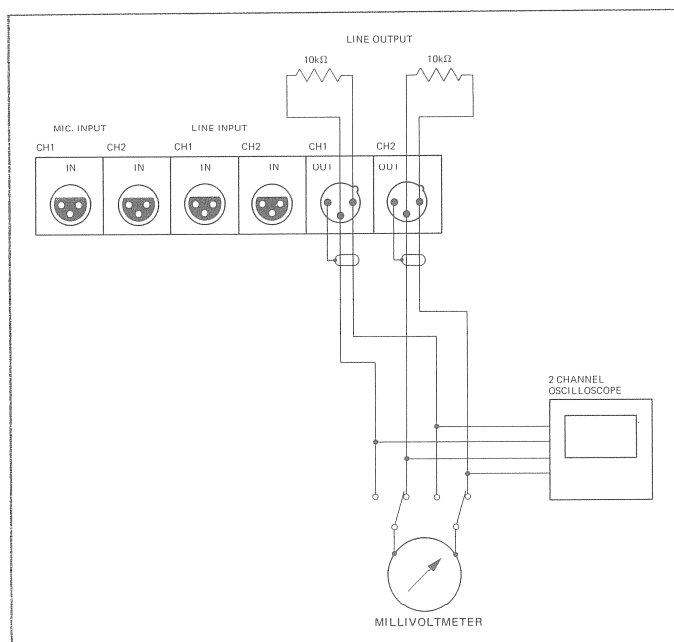 LINE OUTPUT
10kΩ 10kΩ
MIC. INPUT LINE INPUT
CH1 CH2 CH1 CH2 CH1 CH2
IN IN IN IN OUT OUT
2 CHANNEL
OSCILLOSCOPE
MILLIVOLTMETER